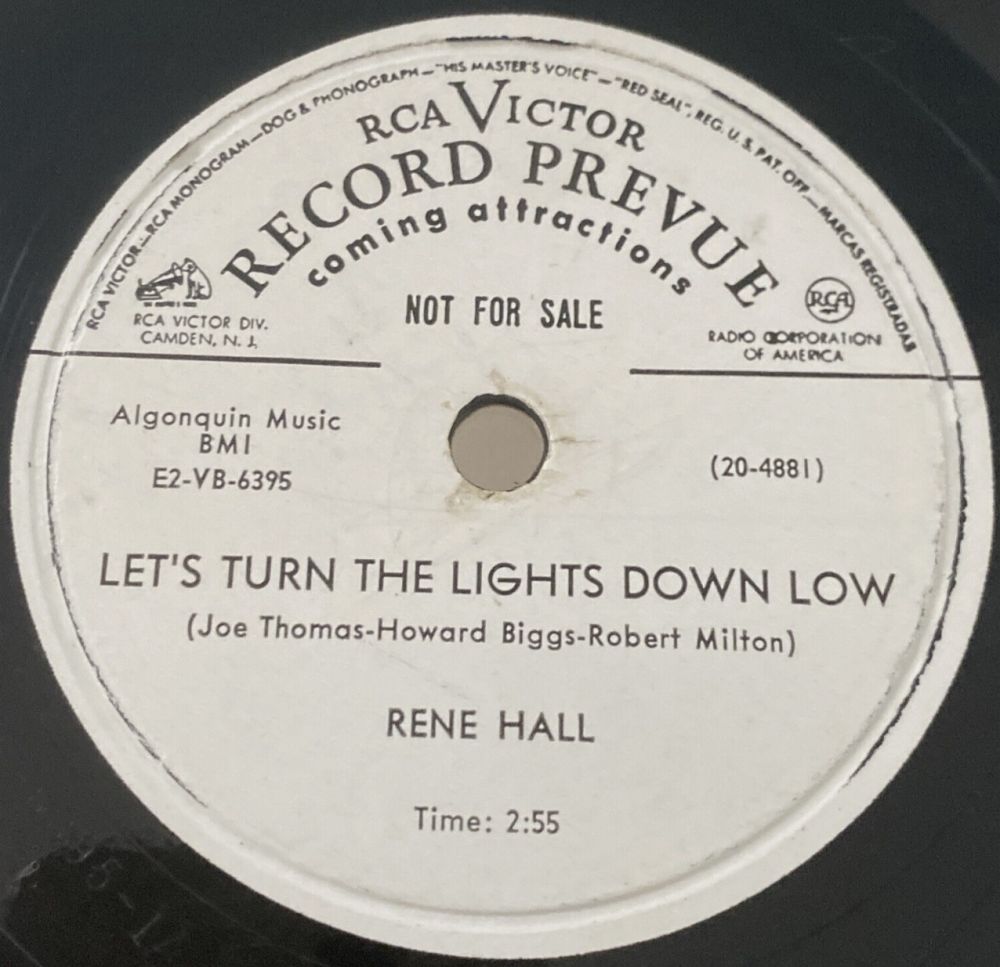 RCA VICTOR—RCA MONOGRAM—DOG & PHONOGRAPH—"HIS MASTER'S VOICE"—"RED SEAL", REG. U. S. PAT. OFF.—MARCAS REGISTRADAS
RCA VICTOR
RECORD PREVUE
coming attractions
NOT FOR SALE
RCA VICTOR DIV.
CAMDEN, N. J.
RCA
RADIO CORPORATION
OF AMERICA
Algonquin Music
BMI
E2-VB-6395
(20-4881)
LET'S TURN THE LIGHTS DOWN LOW
(Joe Thomas-Howard Biggs-Robert Milton)
RENE HALL
Time: 2:55